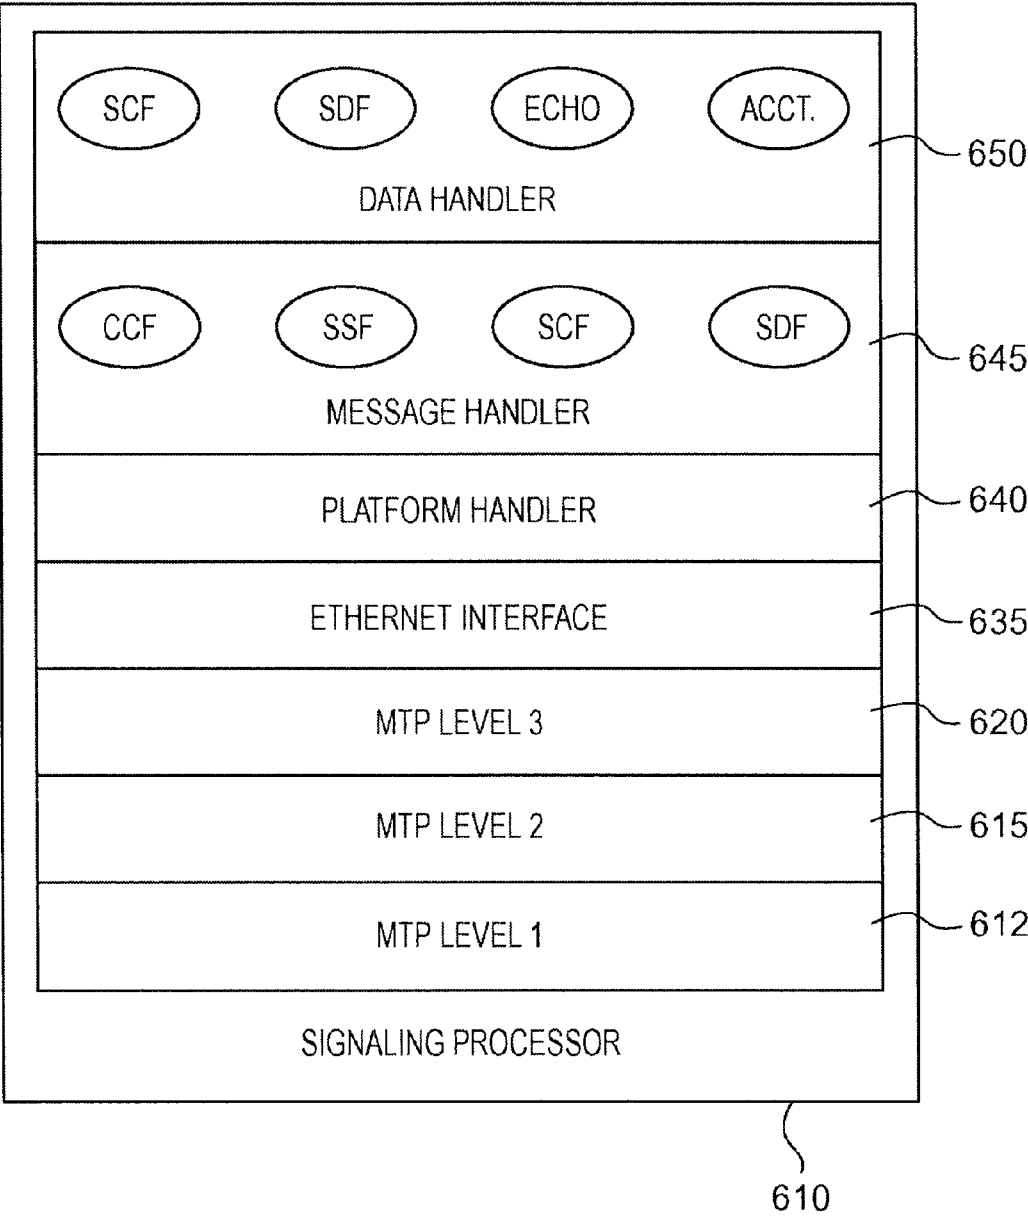 SCF SDF ECHO ACCT.
650
DATA HANDLER
CCF SSF SCF SDF
645
MESSAGE HANDLER
PLATFORM HANDLER
640
ETHERNET INTERFACE
635
MTP LEVEL 3
620
MTP LEVEL 2
615
MTP LEVEL 1
612
SIGNALING PROCESSOR
610